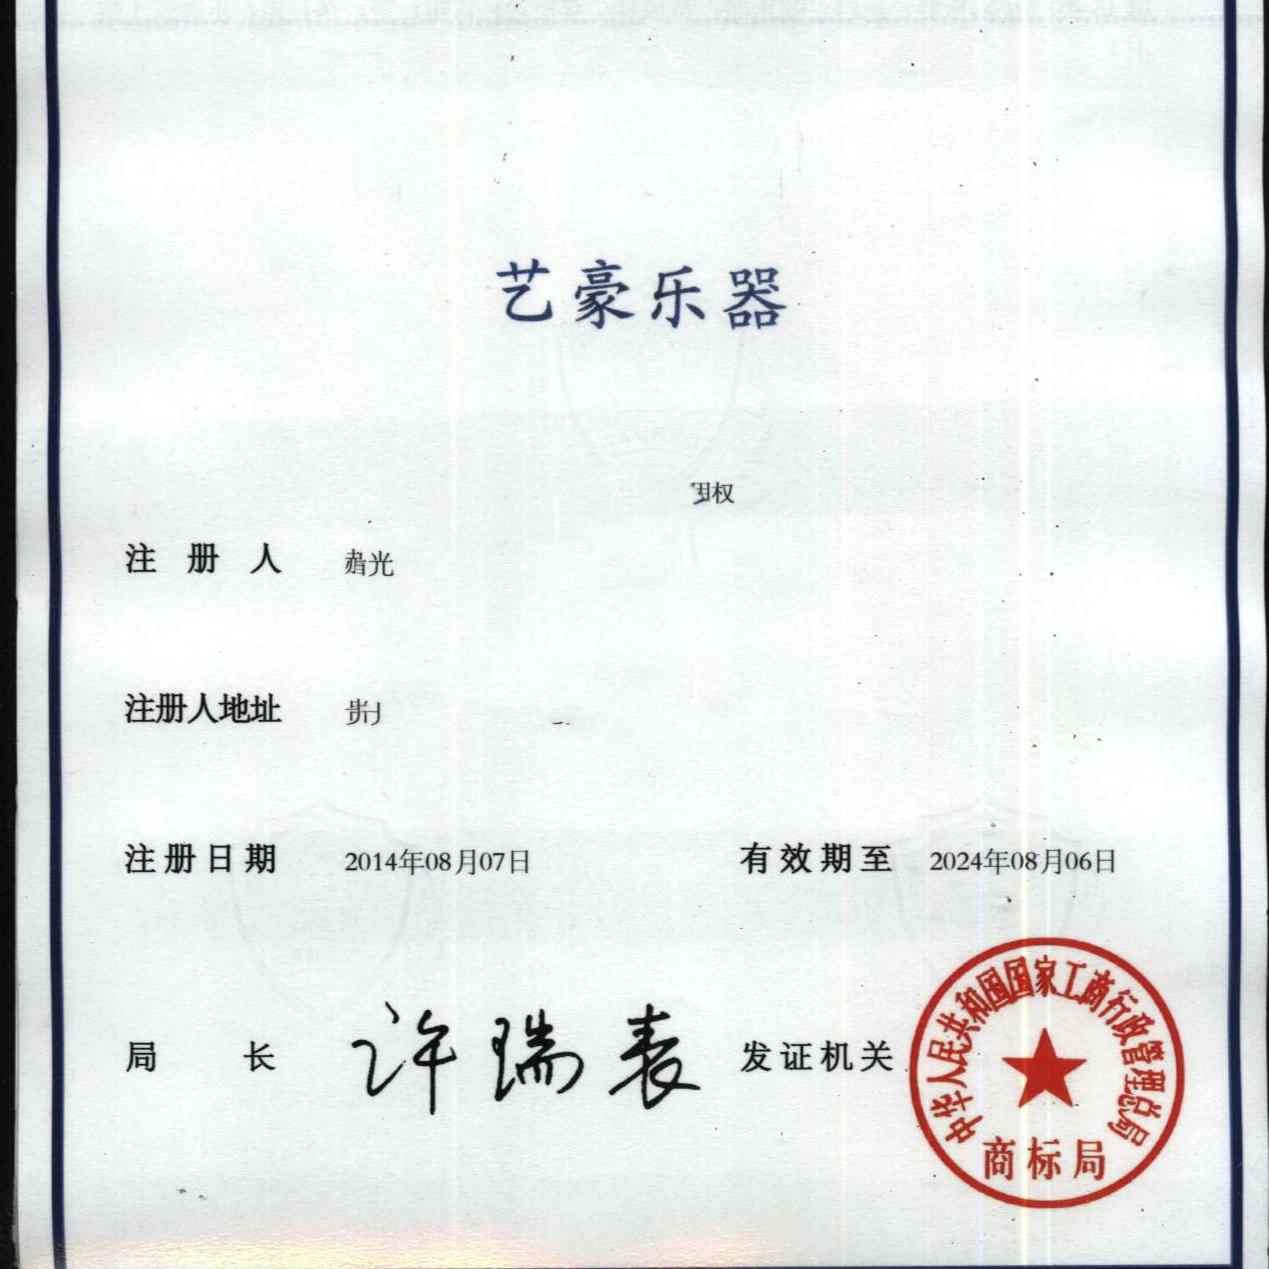 艺豪乐器
权
注册人 光
注册人地址
注册日期 2014年08月07日 有效期至 2024年08月06日
局长 许瑞表 发证机关
中华人民共和国国家工商行政管理总局
商标局